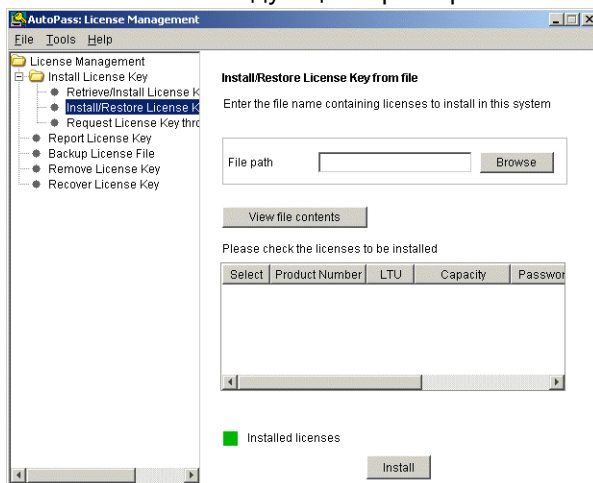 AutoPass: License Management
File Tools Help
License Management
Install License Key
Retrieve/Install License K
Install/Restore License K
Request License Key thro
Report License Key
Backup License File
Remove License Key
Recover License Key
Install/Restore License Key from file
Enter the file name containing licenses to install in this system
File path
Browse
View file contents
Please check the licenses to be installed
Select Product Number LTU Capacity Passwor
Installed licenses
Install